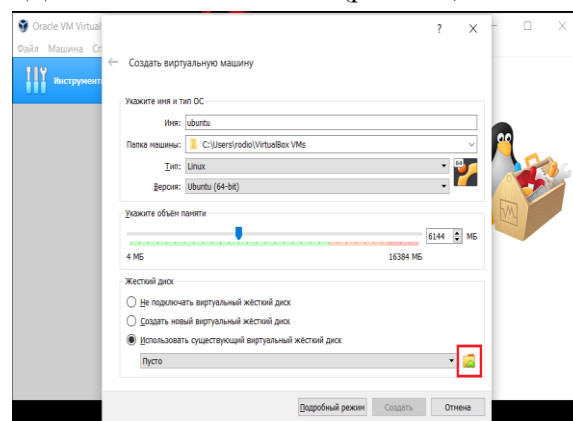 Oracle VM Virtual
Файл Машина
Инструмент
? ×
← Создать виртуальную машину
Укажите имя и тип ОС
Имя: ubuntu
Папка машины: C:\Users\rodio\VirtualBox VMs
Тип: Linux
64
Версия: Ubuntu (64-bit)
Укажите объём памяти
6144 МБ
4 МБ 16384 МБ
Жесткий диск
Не подключать виртуальный жёсткий диск
Создать новый виртуальный жёсткий диск
Использовать существующий виртуальный жёсткий диск
Пусто
Подробный режим Создать Отмена